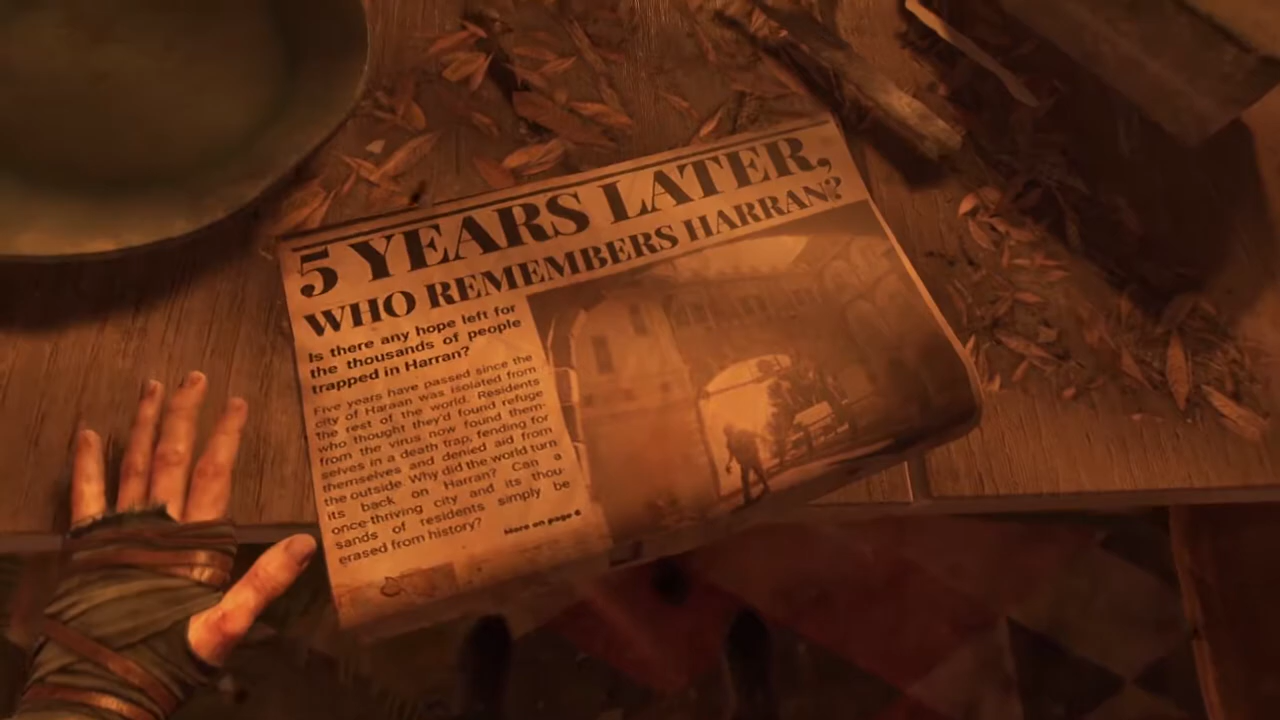 5 YEARS LATER,
WHO REMEMBERS HARRAN?
Is there any hope left for
the thousands of people
trapped in Harran?
Five years have passed since the
city of Haraan was isolated from
the rest of the world. Residents
who thought they'd found refuge
from the virus now found them-
selves in a death trap, fending for
themselves and denied aid from
the outside. Why did the world turn
its back on Harran? Can a
once-thriving city and its thou-
sands of residents simply be
erased from history?
More on page 6